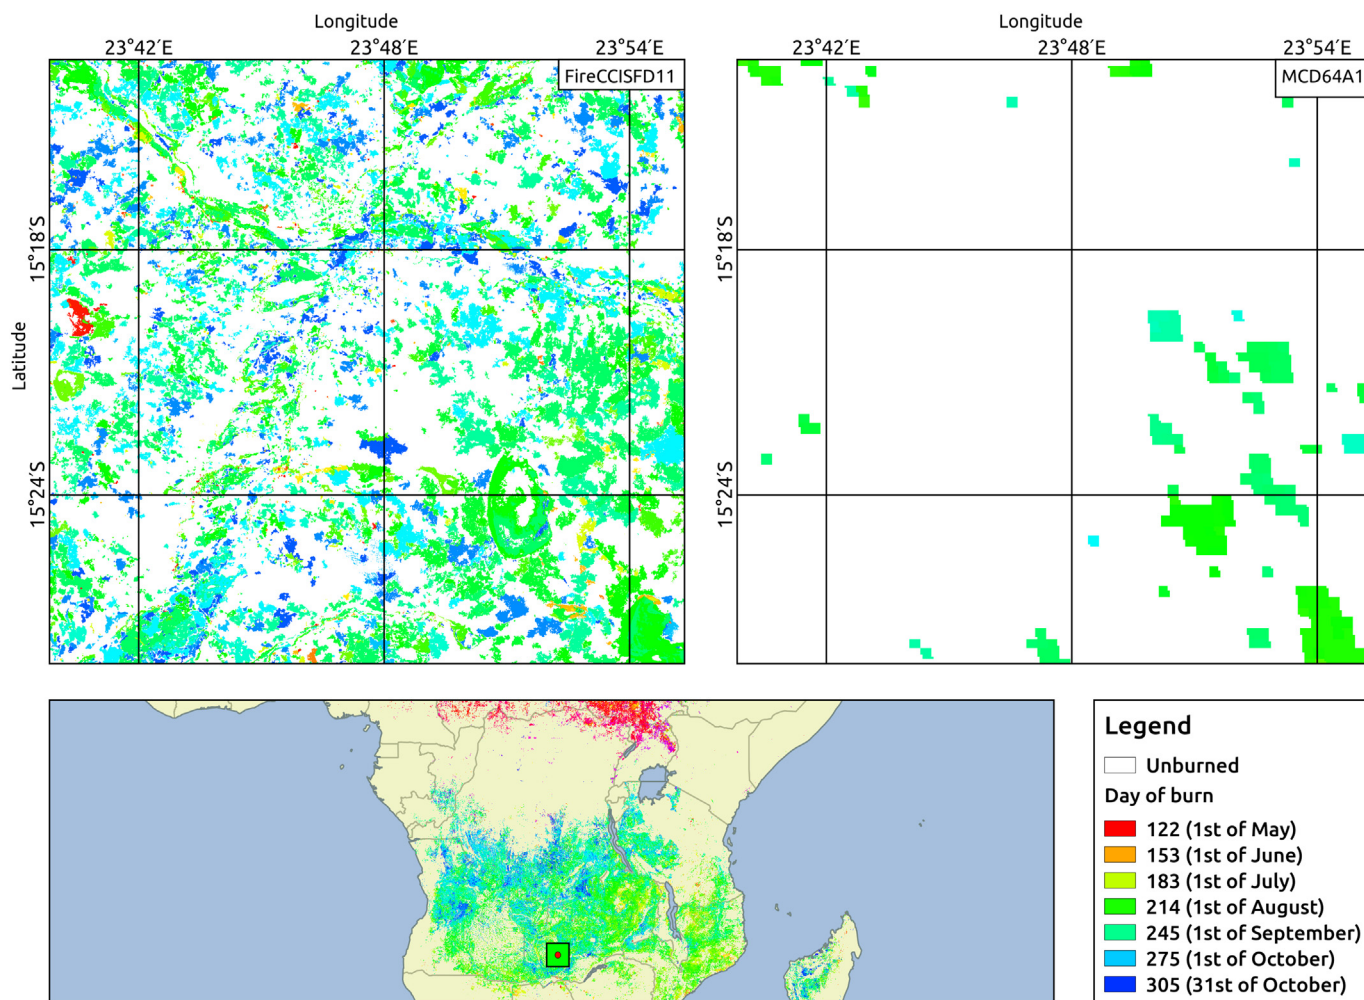 Longitude
23°42′E 23°48′E 23°54′E
FireCCISFD11
15°18′S
Latitude
15°24′S
Longitude
23°42′E 23°48′E 23°54′E
MCD64A1
15°18′S
15°24′S
Legend
Unburned
Day of burn
122 (1st of May)
153 (1st of June)
183 (1st of July)
214 (1st of August)
245 (1st of September)
275 (1st of October)
305 (31st of October)